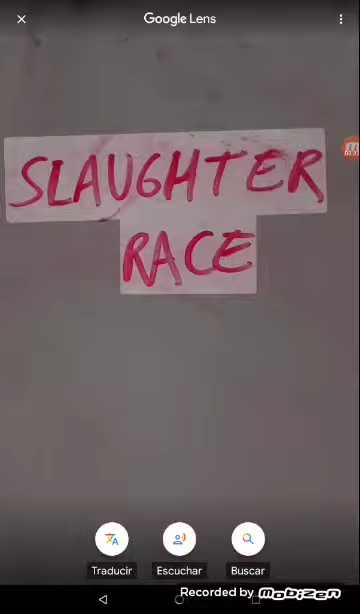 Google Lens
SLAUGHTER
RACE
Traducir
Escuchar
Buscar
Recorded by mobizen